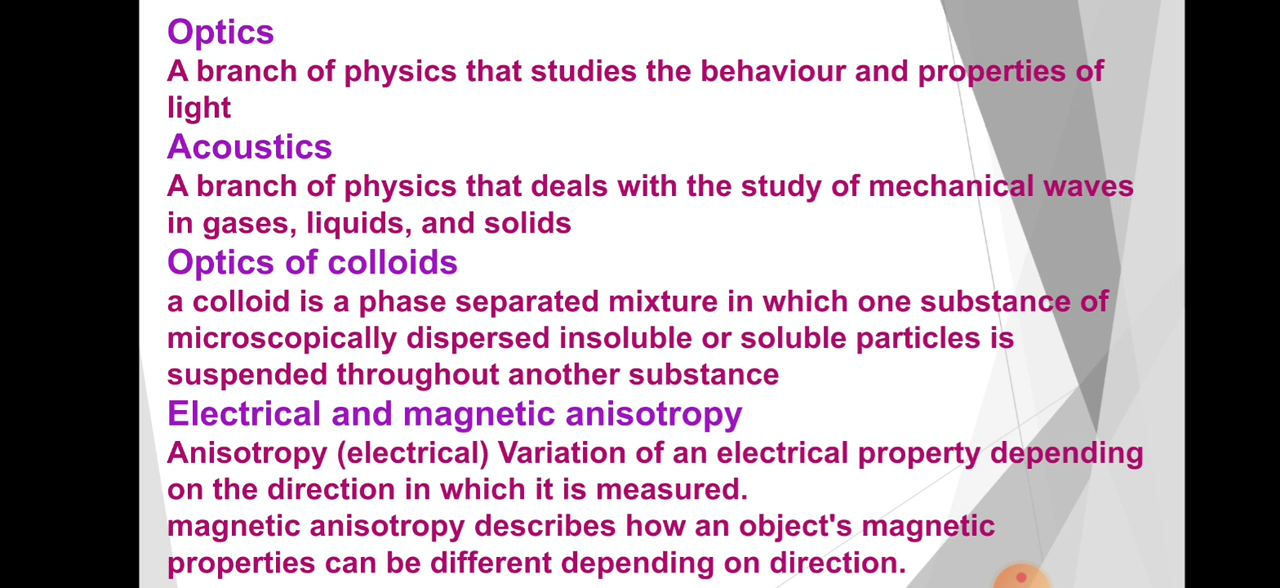 Optics
A branch of physics that studies the behaviour and properties of
light
Acoustics
A branch of physics that deals with the study of mechanical waves
in gases, liquids, and solids
Optics of colloids
a colloid is a phase separated mixture in which one substance of
microscopically dispersed insoluble or soluble particles is
suspended throughout another substance
Electrical and magnetic anisotropy
Anisotropy (electrical) Variation of an electrical property depending
on the direction in which it is measured.
magnetic anisotropy describes how an object's magnetic
properties can be different depending on direction.